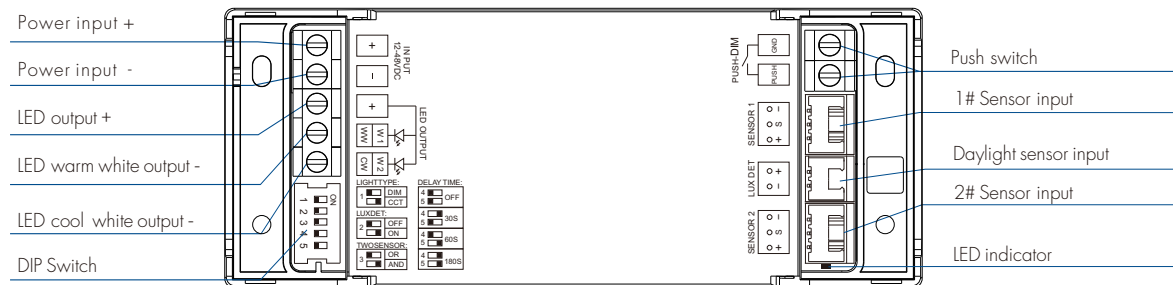 Power input +
Power input -
LED output +
LED warm white output -
LED cool white output -
DIP Switch
+
-
INPUT
12-48VDC
+
WW W1
CW W2
LED OUTPUT
ON
1
2
3
4
5
LIGHTTYPE:
1 DIM
CCT
LUXDET:
2 OFF
ON
TWOSENSOR:
3 OR
AND
DELAY TIME:
4
5 OFF
4
5 30S
4
5 60S
4
5 180S
PUSH-DIM
GND
PUSH
SENSOR 1
- S +
LUX DET
+ -
SENSOR 2
- S +
Push switch
1# Sensor input
Daylight sensor input
2# Sensor input
LED indicator